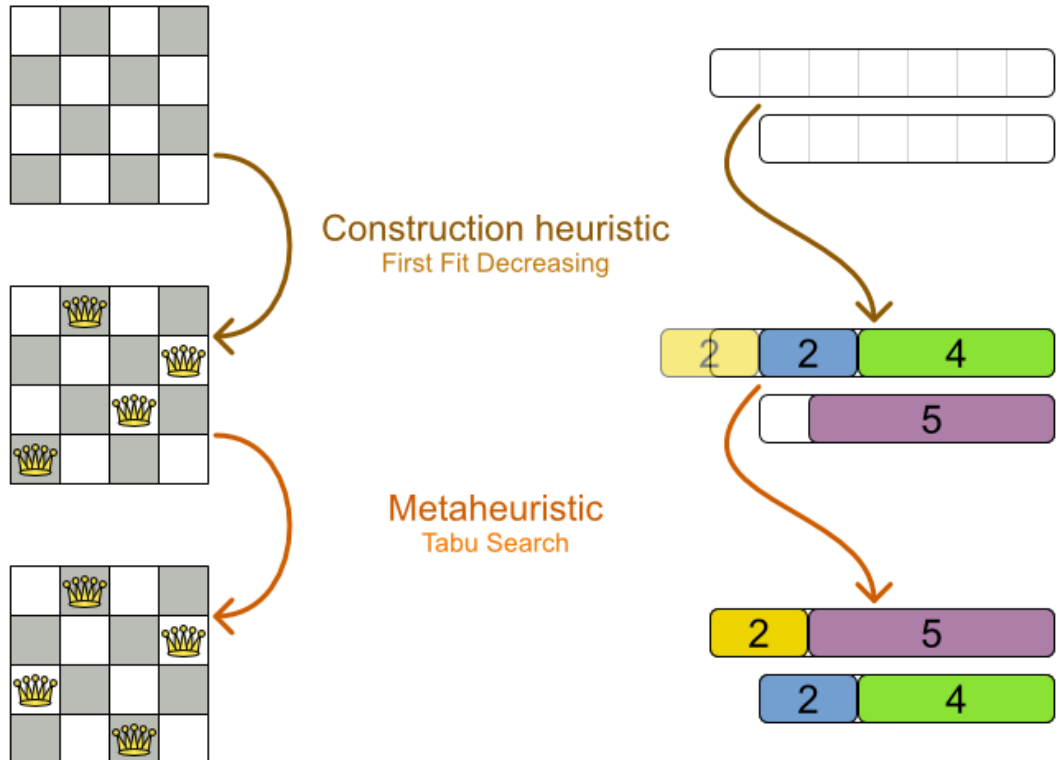 Construction heuristic
First Fit Decreasing
2 2 4
5
Metaheuristic
Tabu Search
2 5
2 4